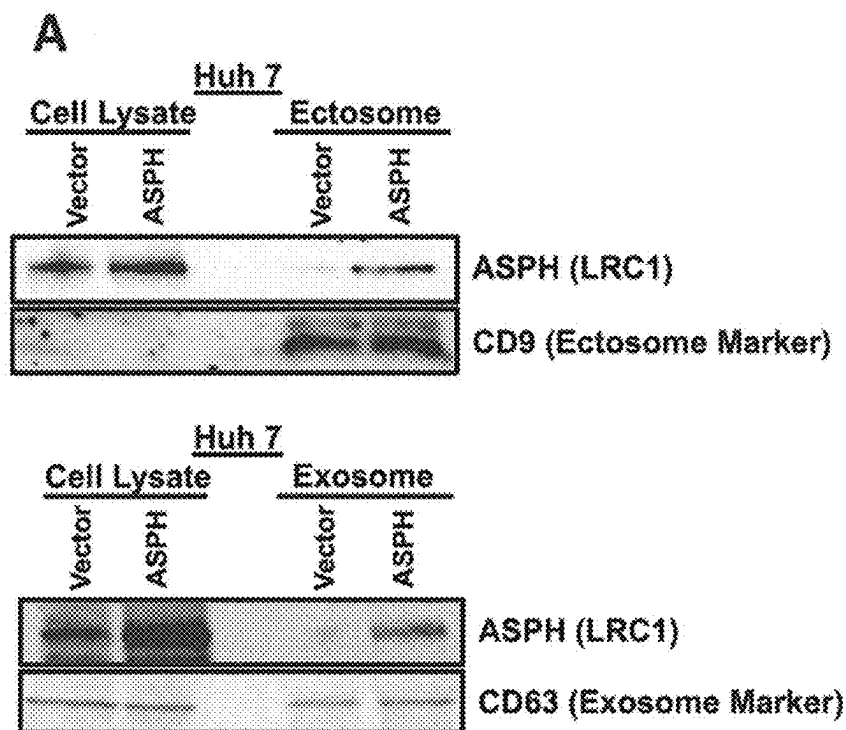 A
Huh 7
Cell Lysate Ectosome
Vector ASPH Vector ASPH
ASPH (LRC1)
CD9 (Ectosome Marker)
Huh 7
Cell Lysate Exosome
Vector ASPH Vector ASPH
ASPH (LRC1)
CD63 (Exosome Marker)